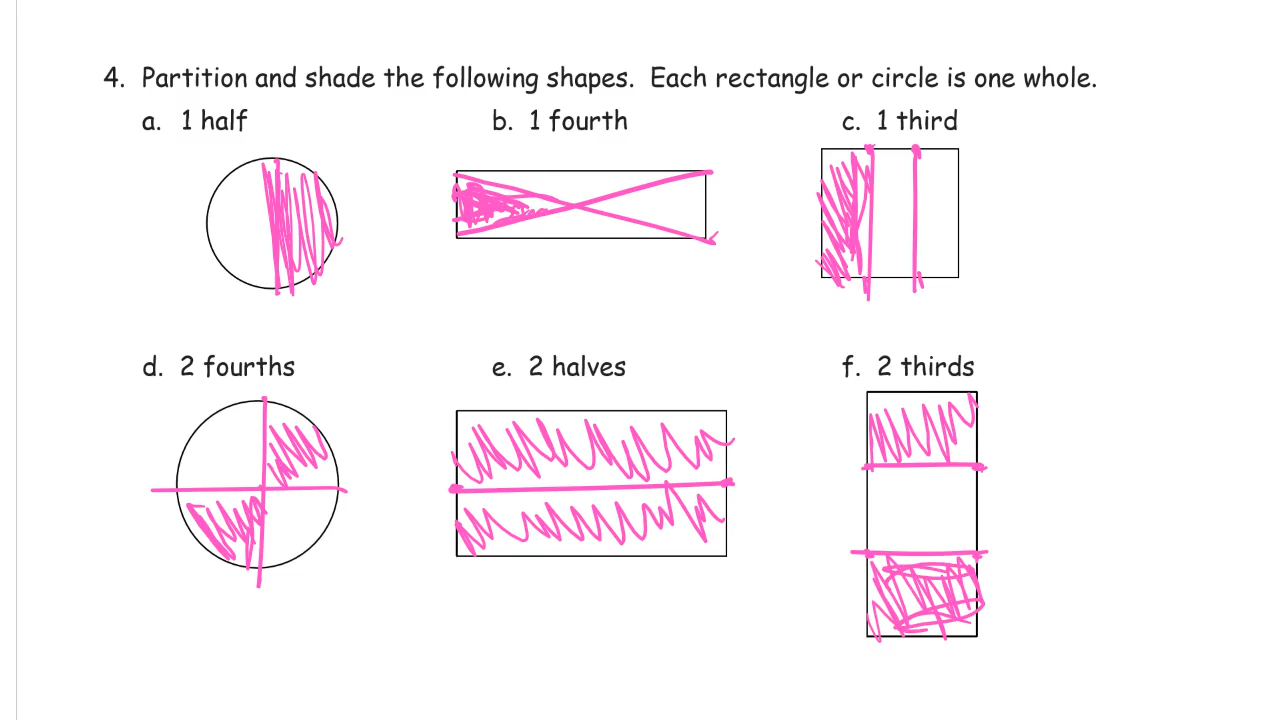 4. Partition and shade the following shapes. Each rectangle or circle is one whole.
a. 1 half b. 1 fourth c. 1 third
d. 2 fourths e. 2 halves f. 2 thirds